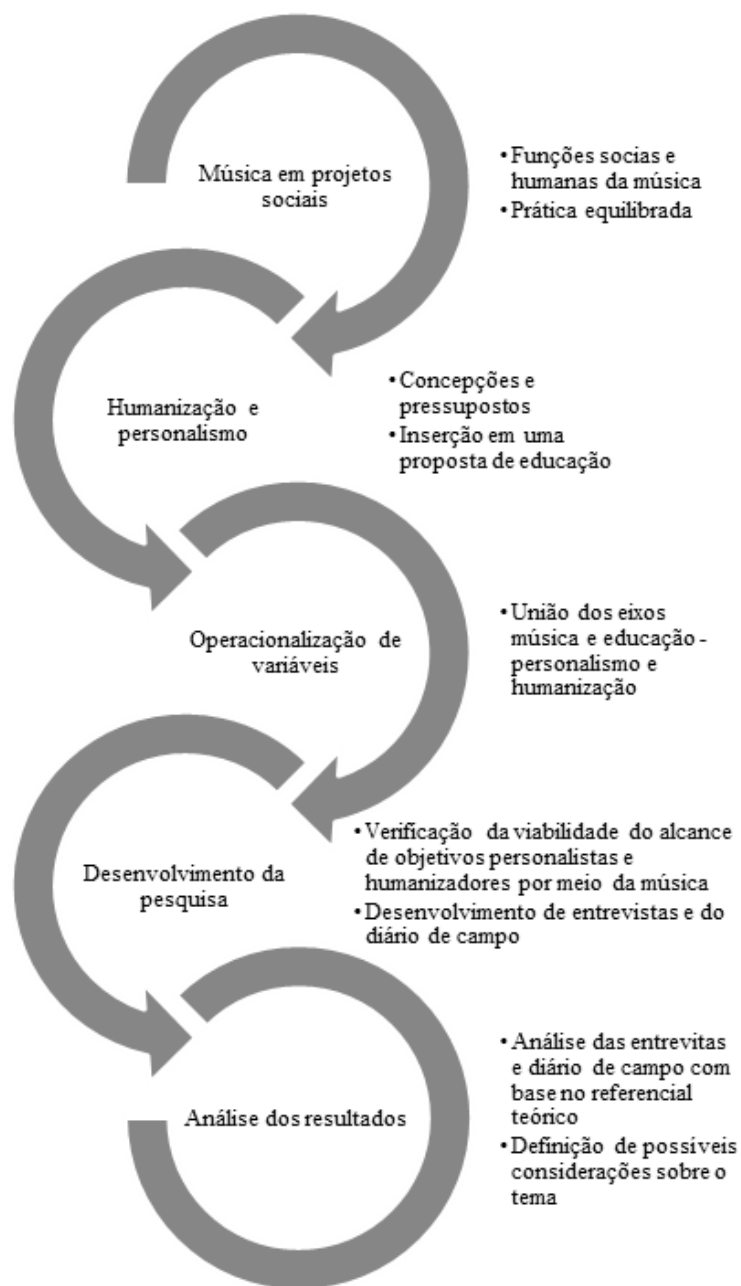 Música em projetos
sociais
• Funções socias e
humanas da música
• Prática equilibrada
Humanização e
personalismo
• Concepções e
pressupostos
• Inserção em uma
proposta de educação
Operacionalização de
variáveis
• União dos eixos
música e educação -
personalismo e
humanização
Desenvolvimento da
pesquisa
• Verificação da viabilidade do alcance
de objetivos personalistas e
humanizadores por meio da música
• Desenvolvimento de entrevistas e do
diário de campo
Análise dos resultados
• Análise das entrevitas
e diário de campo com
base no referencial
teórico
• Definição de possíveis
considerações sobre o
tema